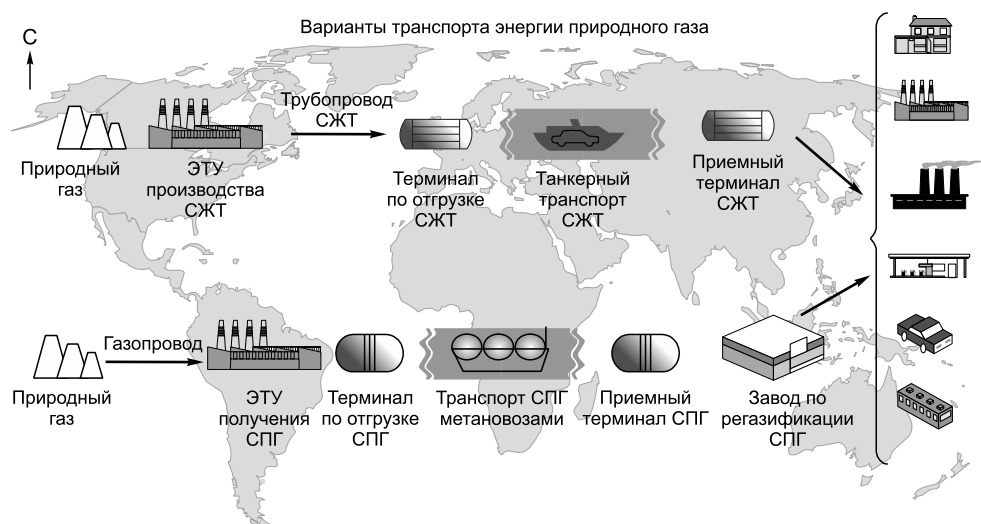 Варианты транспорта энергии природного газа
С
Трубопровод
СЖТ
Природный
газ
ЭТУ
производства
СЖТ
Терминал
по отгрузке
СЖТ
Танкерный
транспорт
СЖТ
Приемный
терминал
СЖТ
Газопровод
Природный
газ
ЭТУ
получения
СПГ
Терминал
по отгрузке
СПГ
Транспорт СПГ
метановозами
Приемный
терминал СПГ
Завод по
регазификации
СПГ